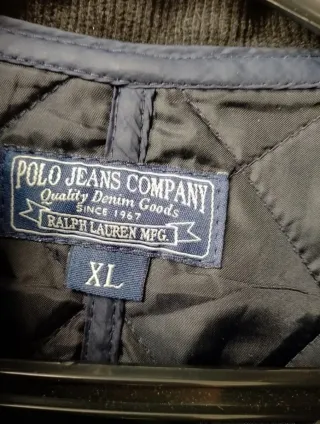 POLO JEANS COMPANY
Quality Denim Goods
SINCE 1967
RALPH LAUREN MFG.
XL